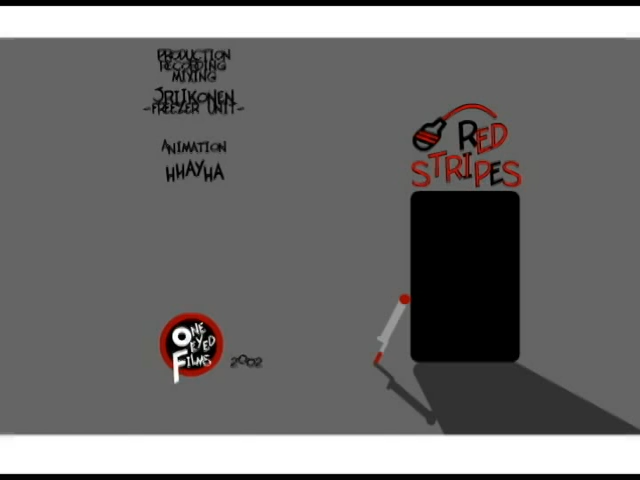 PRODUCTION
RECORDING
MIXING
JRIIKONEN
-FREEZER UNIT-
ANIMATION
HHAYHA
RED
STRIPES
ONE
EYED
FILMS
2002